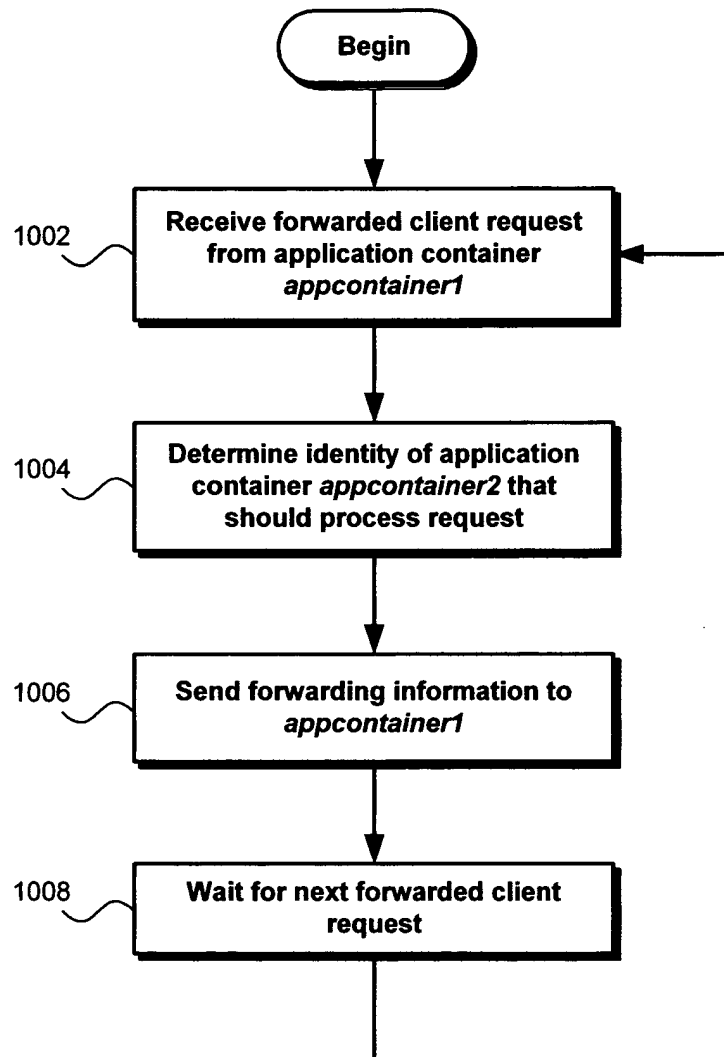 Begin
1002
Receive forwarded client request
from application container
appcontainer1
1004
Determine identity of application
container appcontainer2 that
should process request
1006
Send forwarding information to
appcontainer1
1008
Wait for next forwarded client
request